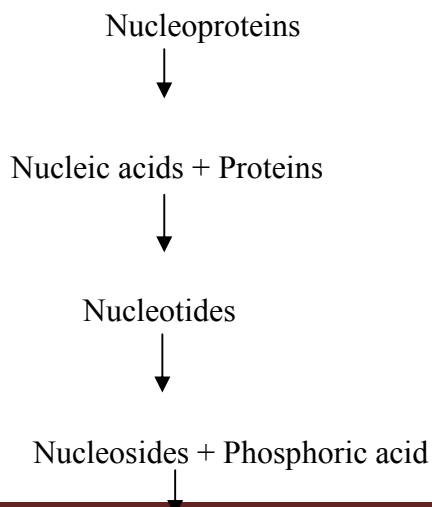 Nucleoproteins
Nucleic acids + Proteins
Nucleotides
Nucleosides + Phosphoric acid